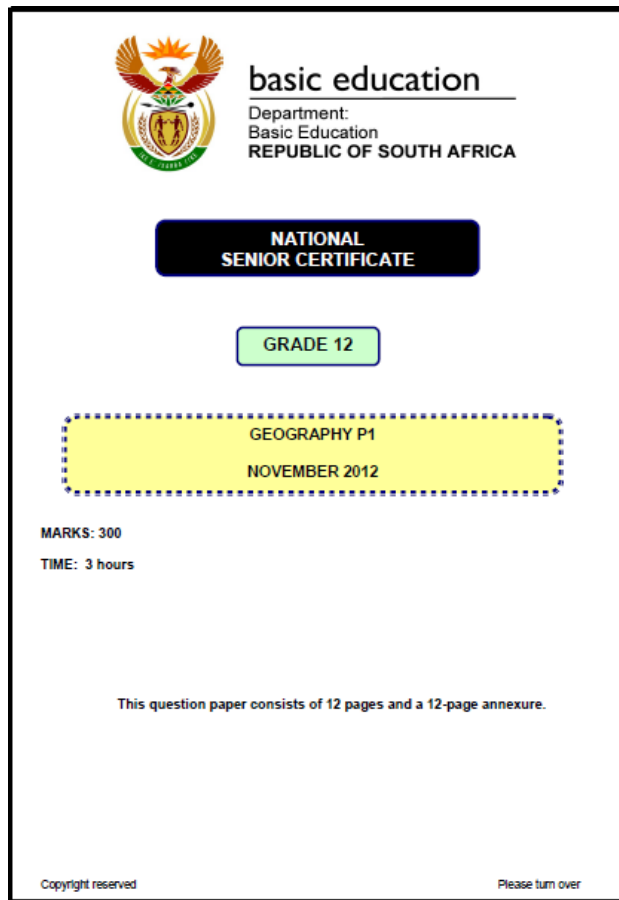 basic education
Department:
Basic Education
REPUBLIC OF SOUTH AFRICA
NATIONAL
SENIOR CERTIFICATE
GRADE 12
GEOGRAPHY P1
NOVEMBER 2012
MARKS: 300
TIME: 3 hours
This question paper consists of 12 pages and a 12-page annexure.
Copyright reserved
Please turn over